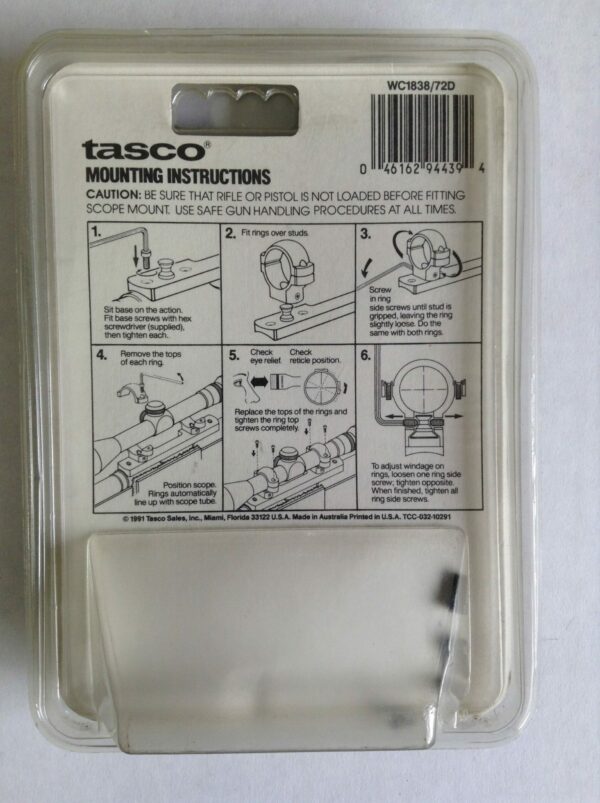 WC1838/72D
0 46162 94439 4
tasco®
MOUNTING INSTRUCTIONS
CAUTION: BE SURE THAT RIFLE OR PISTOL IS NOT LOADED BEFORE FITTING
SCOPE MOUNT. USE SAFE GUN HANDLING PROCEDURES AT ALL TIMES.
1.
Sit base on the action.
Fit base screws with hex
screwdriver (supplied),
then tighten each.
2. Fit rings over studs.
3.
Screw
in ring
side screws until stud is
gripped, leaving the ring
slightly loose. Do the
same with both rings.
4. Remove the tops
of each ring.
Position scope.
Rings automatically
line up with scope tube.
5. Check
eye relief.
Check
reticle position.
Replace the tops of the rings and
tighten the ring top
screws completely.
6.
To adjust windage on
rings, loosen one ring side
screw; tighten opposite.
When finished, tighten all
ring side screws.
© 1991 Tasco Sales, Inc., Miami, Florida 33122 U.S.A. Made in Australia Printed in U.S.A. TCC-032-10291